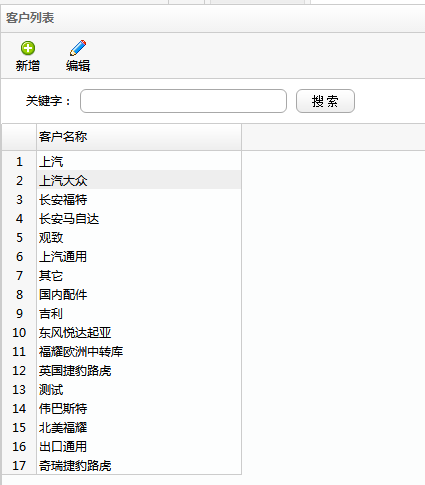 客户列表
新增 编辑
关键字： 搜 索
客户名称
1 上汽
2 上汽大众
3 长安福特
4 长安马自达
5 观致
6 上汽通用
7 其它
8 国内配件
9 吉利
10 东风悦达起亚
11 福耀欧洲中转库
12 英国捷豹路虎
13 测试
14 伟巴斯特
15 北美福耀
16 出口通用
17 奇瑞捷豹路虎